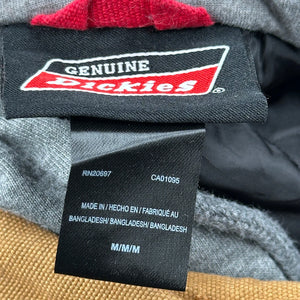 GENUINE
Dickies
®
RN20697 CA01095
MADE IN / HECHO EN / FABRIQUÉ AU
BANGLADESH/ BANGLADESH/ BANGLADESH
M/M/M